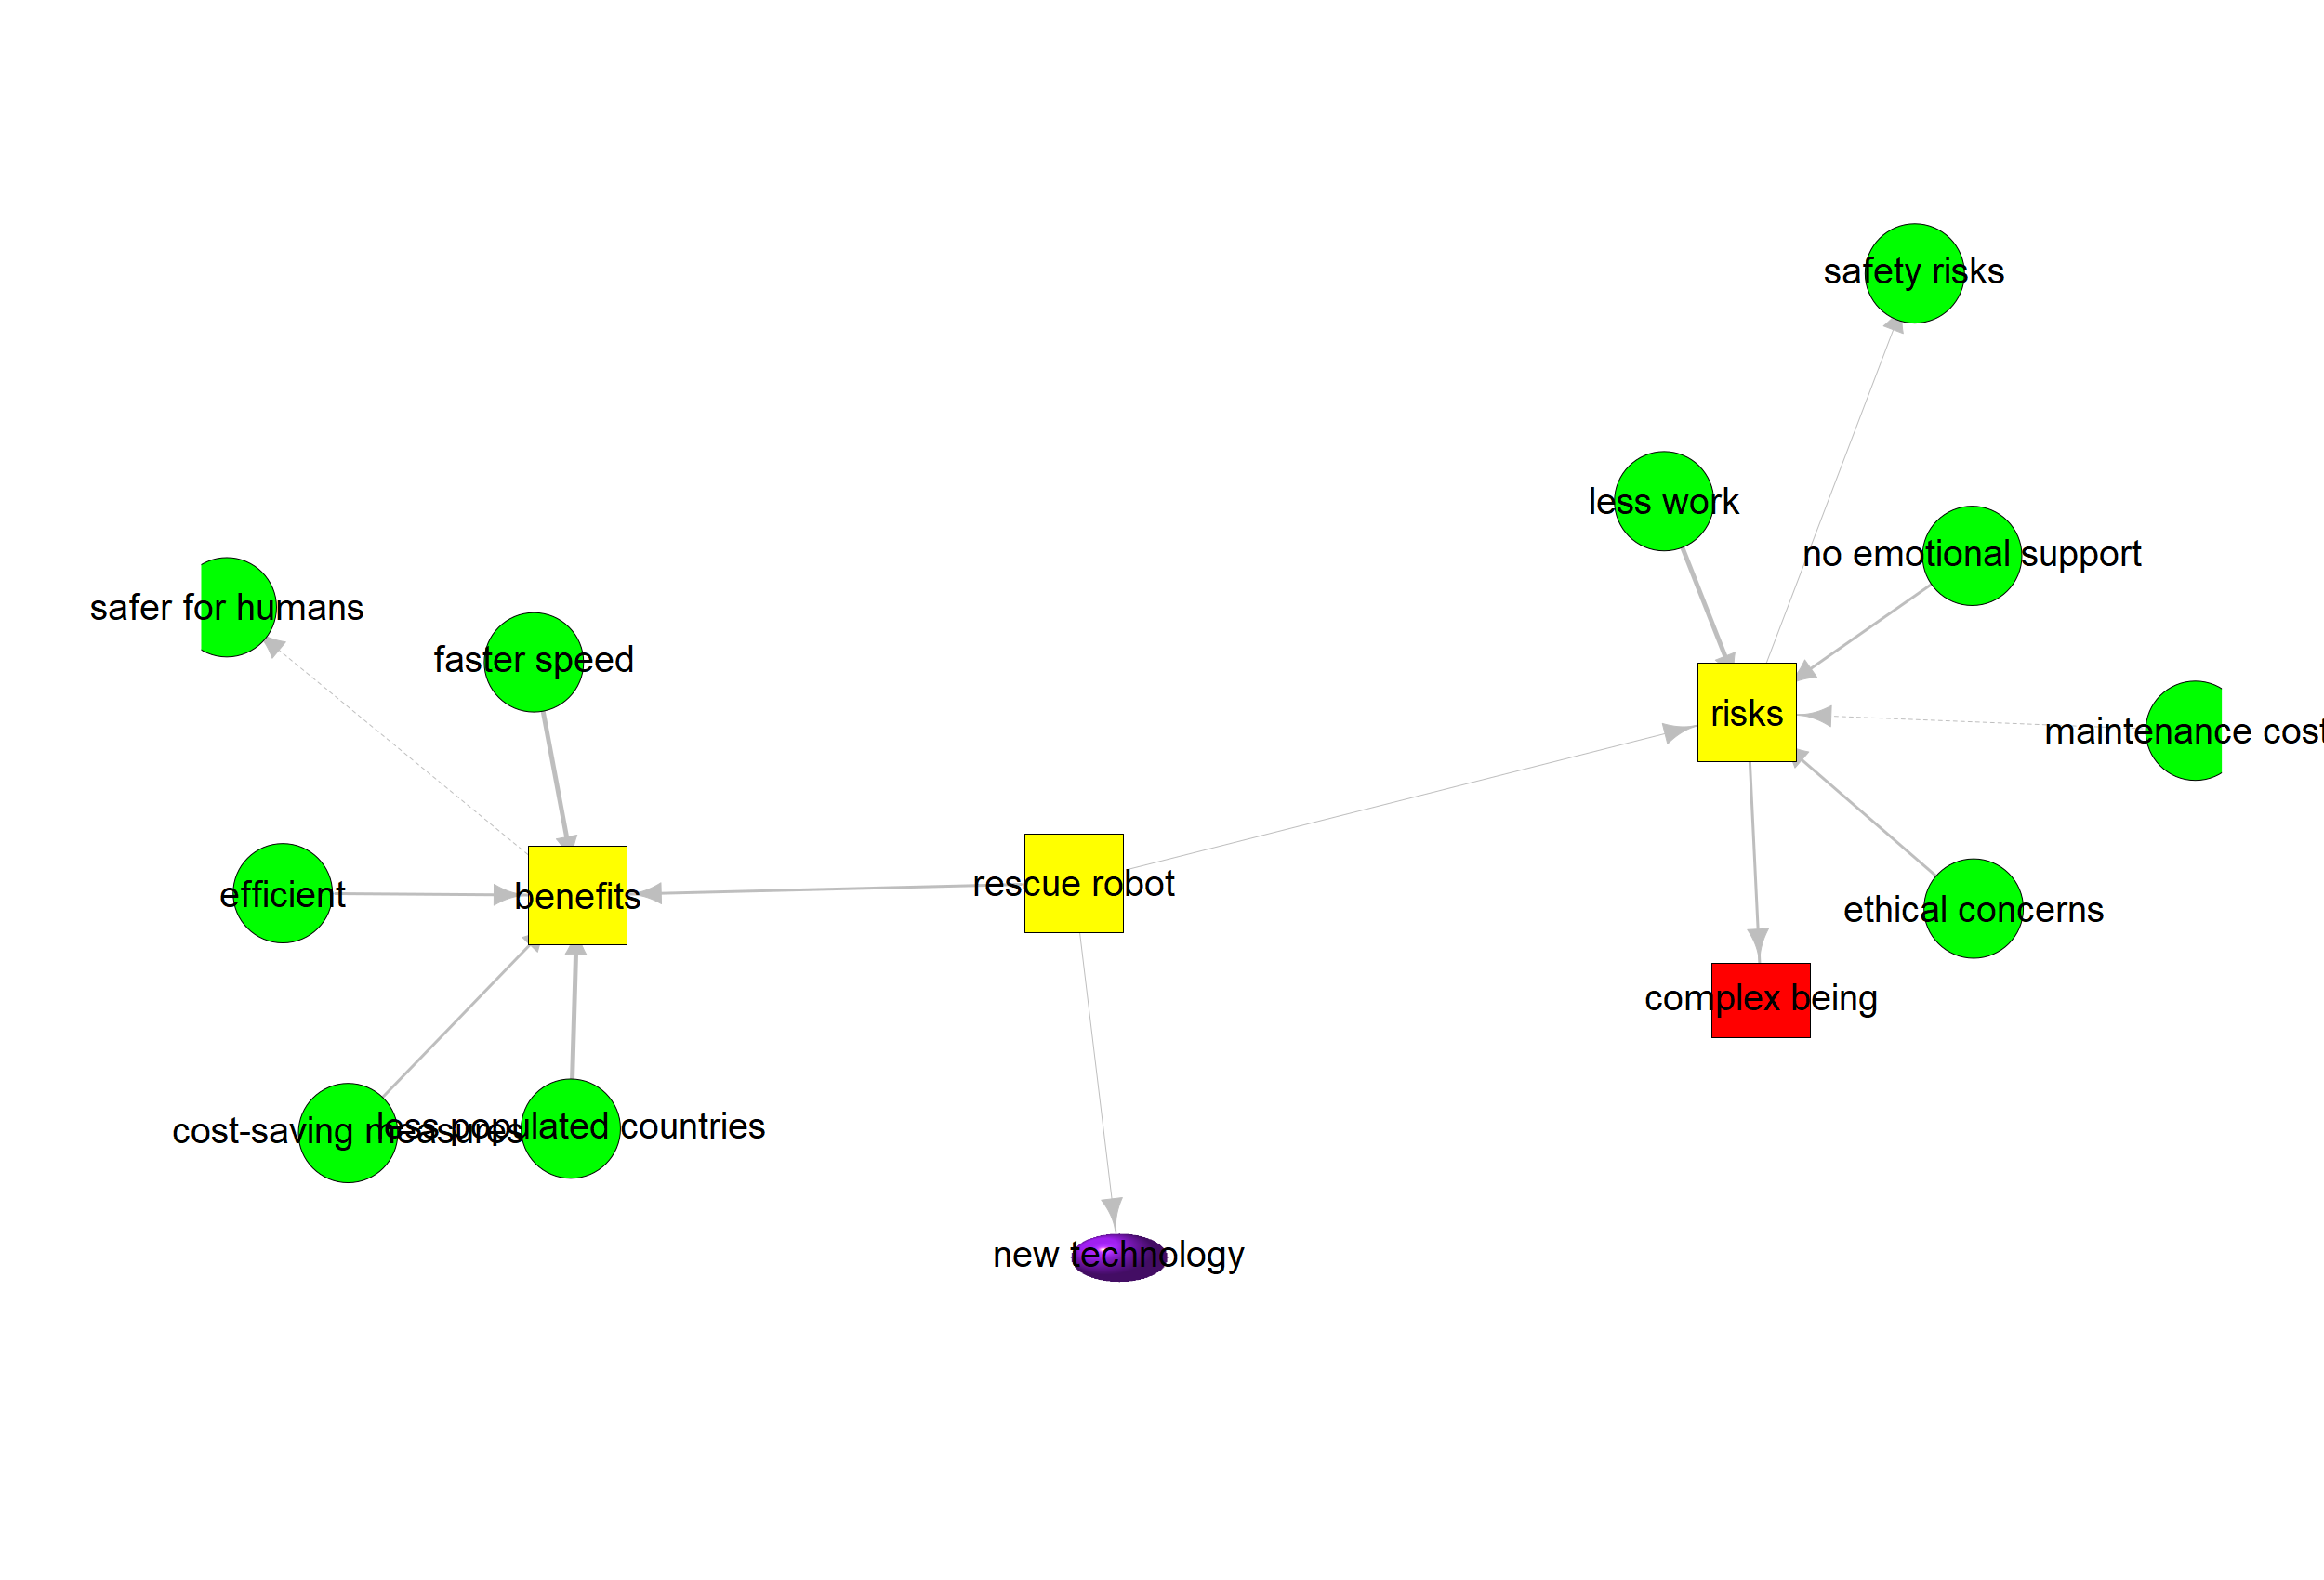 safety risks
less work
no emotional support
safer for humans
faster speed
risks
maintenance cost
rescue robot
efficient
benefits
ethical concerns
complex being
cost-saving measures
less populated countries
new technology